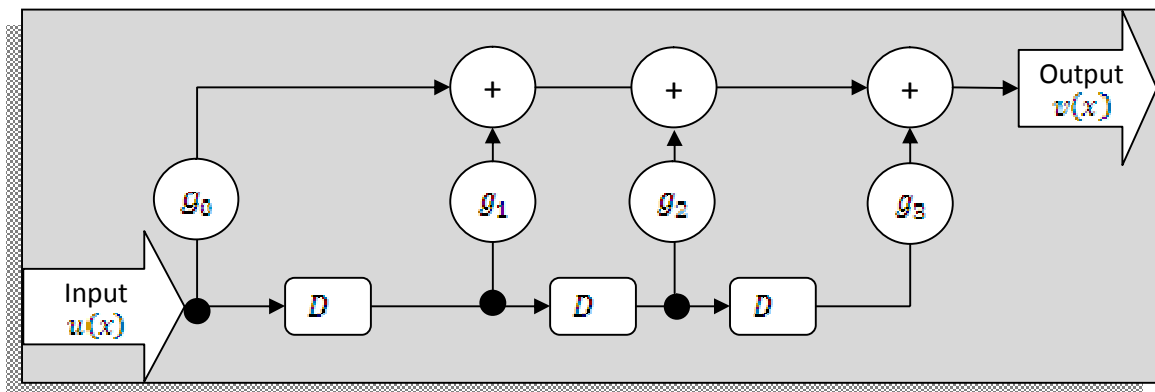 Output
v(x)
+
+
+
g₀
g₁
g₂
g₃
Input
u(x)
D
D
D